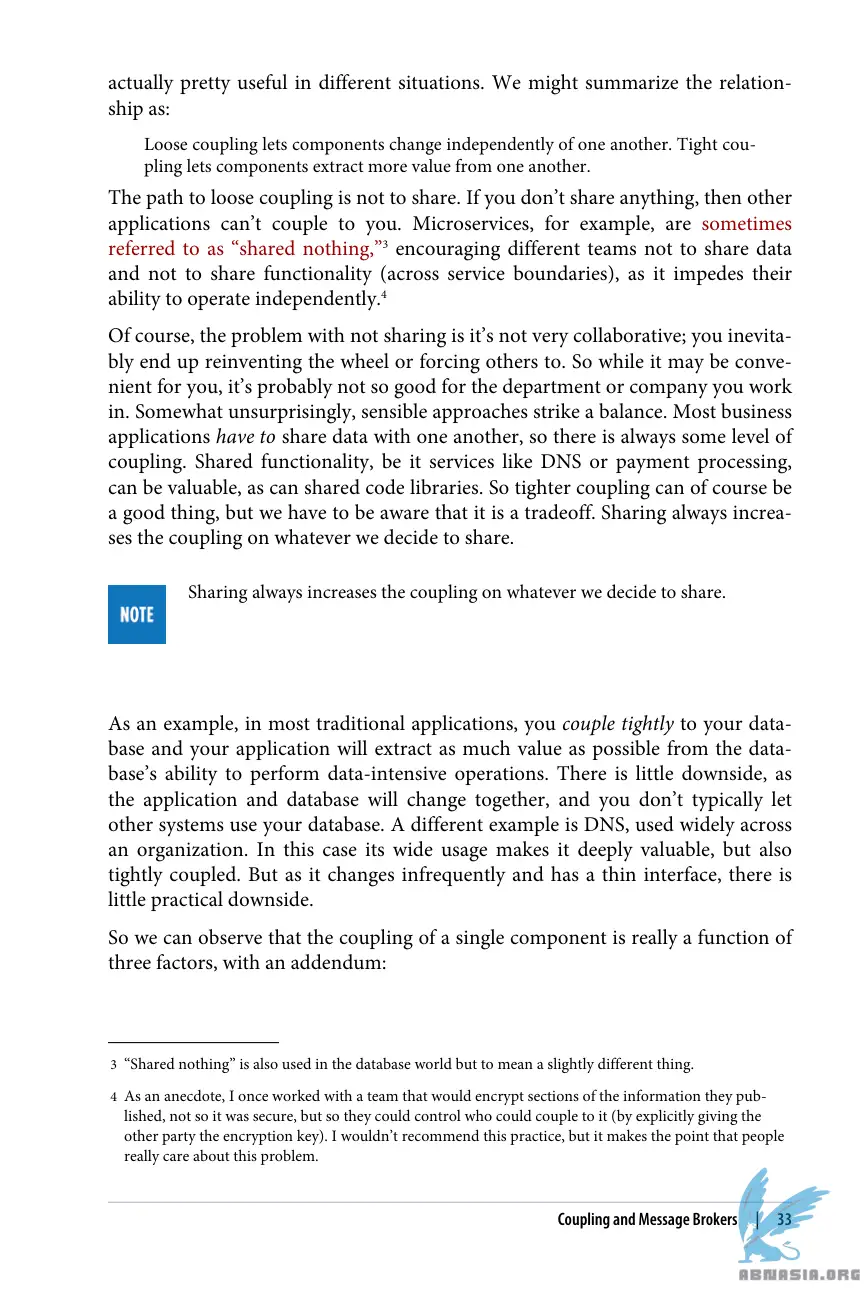 actually pretty useful in different situations. We might summarize the relation-
ship as:
Loose coupling lets components change independently of one another. Tight cou-
pling lets components extract more value from one another.
The path to loose coupling is not to share. If you don’t share anything, then other
applications can’t couple to you. Microservices, for example, are sometimes
referred to as “shared nothing,”3 encouraging different teams not to share data
and not to share functionality (across service boundaries), as it impedes their
ability to operate independently.4
Of course, the problem with not sharing is it’s not very collaborative; you inevita-
bly end up reinventing the wheel or forcing others to. So while it may be conve-
nient for you, it’s probably not so good for the department or company you work
in. Somewhat unsurprisingly, sensible approaches strike a balance. Most business
applications have to share data with one another, so there is always some level of
coupling. Shared functionality, be it services like DNS or payment processing,
can be valuable, as can shared code libraries. So tighter coupling can of course be
a good thing, but we have to be aware that it is a tradeoff. Sharing always increa-
ses the coupling on whatever we decide to share.
NOTE
Sharing always increases the coupling on whatever we decide to share.
As an example, in most traditional applications, you couple tightly to your data-
base and your application will extract as much value as possible from the data-
base’s ability to perform data-intensive operations. There is little downside, as
the application and database will change together, and you don’t typically let
other systems use your database. A different example is DNS, used widely across
an organization. In this case its wide usage makes it deeply valuable, but also
tightly coupled. But as it changes infrequently and has a thin interface, there is
little practical downside.
So we can observe that the coupling of a single component is really a function of
three factors, with an addendum:
3 “Shared nothing” is also used in the database world but to mean a slightly different thing.
4 As an anecdote, I once worked with a team that would encrypt sections of the information they pub-
lished, not so it was secure, but so they could control who could couple to it (by explicitly giving the
other party the encryption key). I wouldn’t recommend this practice, but it makes the point that people
really care about this problem.
Coupling and Message Brokers | 33
ABNASIA.ORG